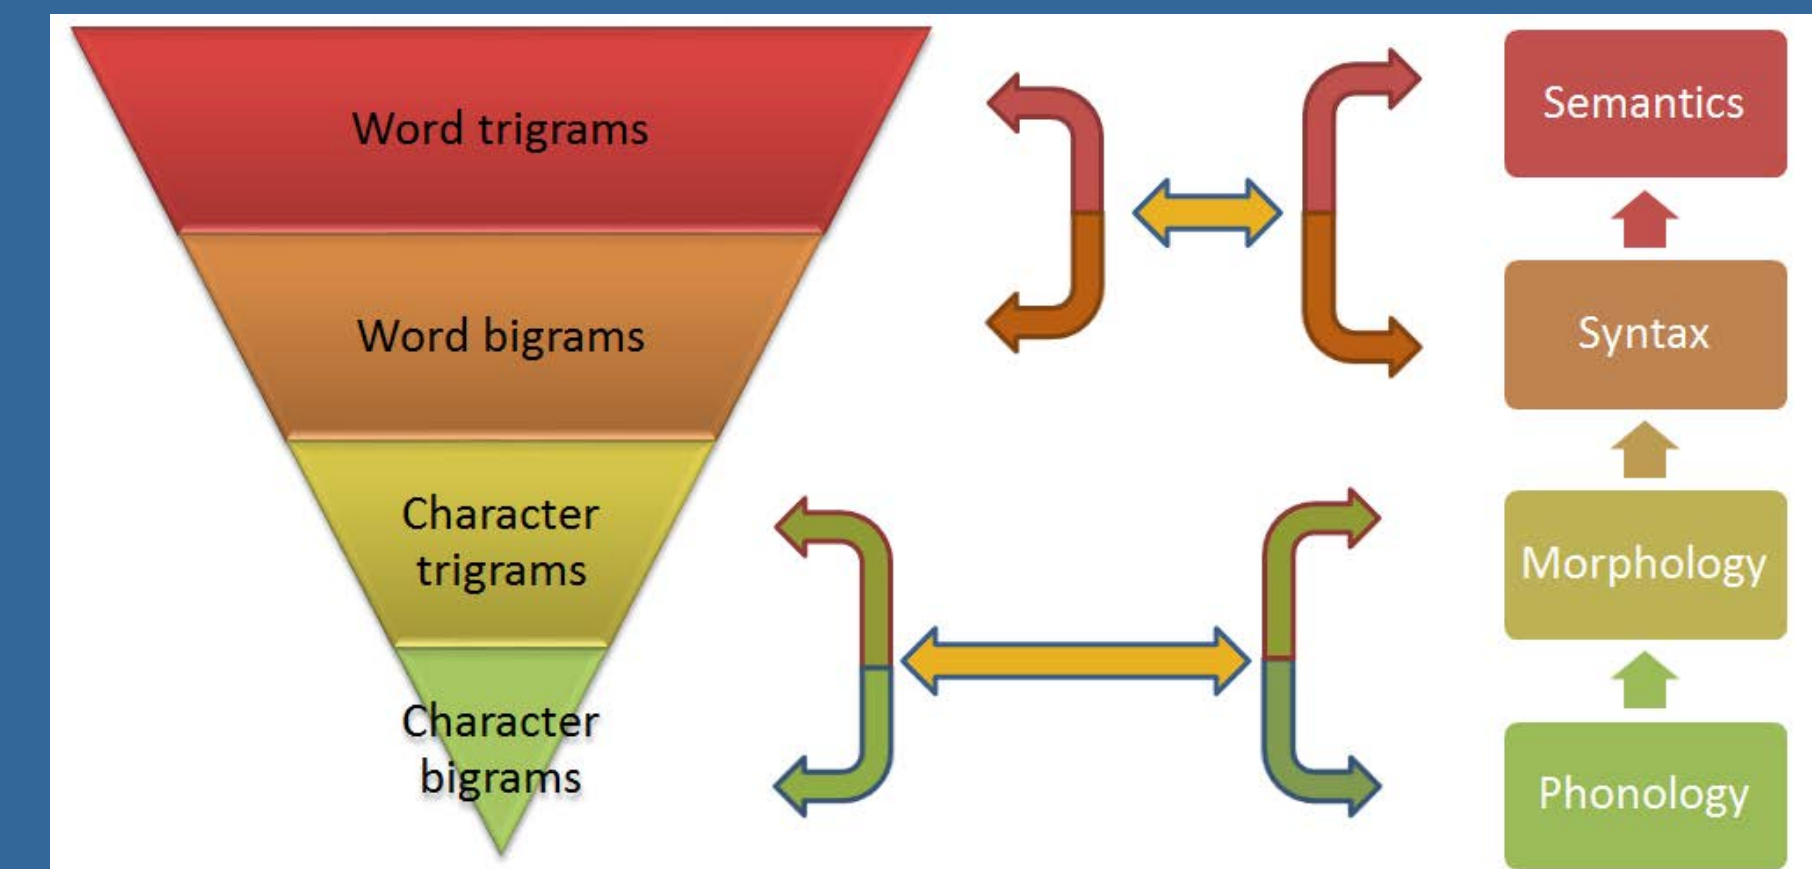 Word trigrams
Word bigrams
Character
trigrams
Character
bigrams
Semantics
Syntax
Morphology
Phonology